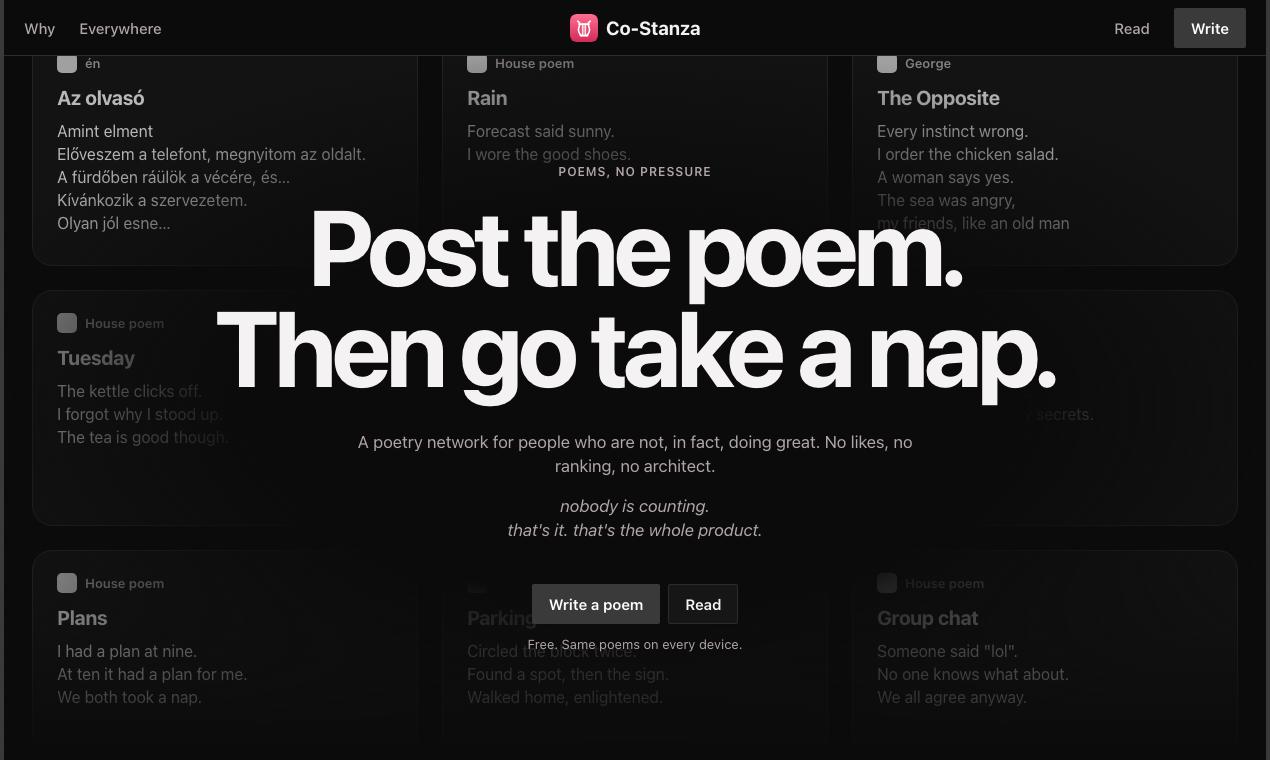 Why
Everywhere
Co-Stanza
Read
Write
én
Az olvasó
Amint elment
Előveszem a telefont, megnyitom az oldalt.
A fürdőben ráülök a vécére, és...
Kívánkozik a szervezetem.
Olyan jól esne...
House poem
Rain
Forecast said sunny.
I wore the good shoes.
George
The Opposite
Every instinct wrong.
I order the chicken salad.
A woman says yes.
The sea was angry,
my friends, like an old man
POEMS, NO PRESSURE
Post the poem.
Then go take a nap.
House poem
Tuesday
The kettle clicks off.
I forgot why I stood up.
The tea is good though.
secrets.
A poetry network for people who are not, in fact, doing great. No likes, no
ranking, no architect.
nobody is counting.
that's it. that's the whole product.
Write a poem
Read
Free. Same poems on every device.
House poem
Plans
I had a plan at nine.
At ten it had a plan for me.
We both took a nap.
Parking
Circled the block twice.
Found a spot, then the sign.
Walked home, enlightened.
House poem
Group chat
Someone said "lol".
No one knows what about.
We all agree anyway.